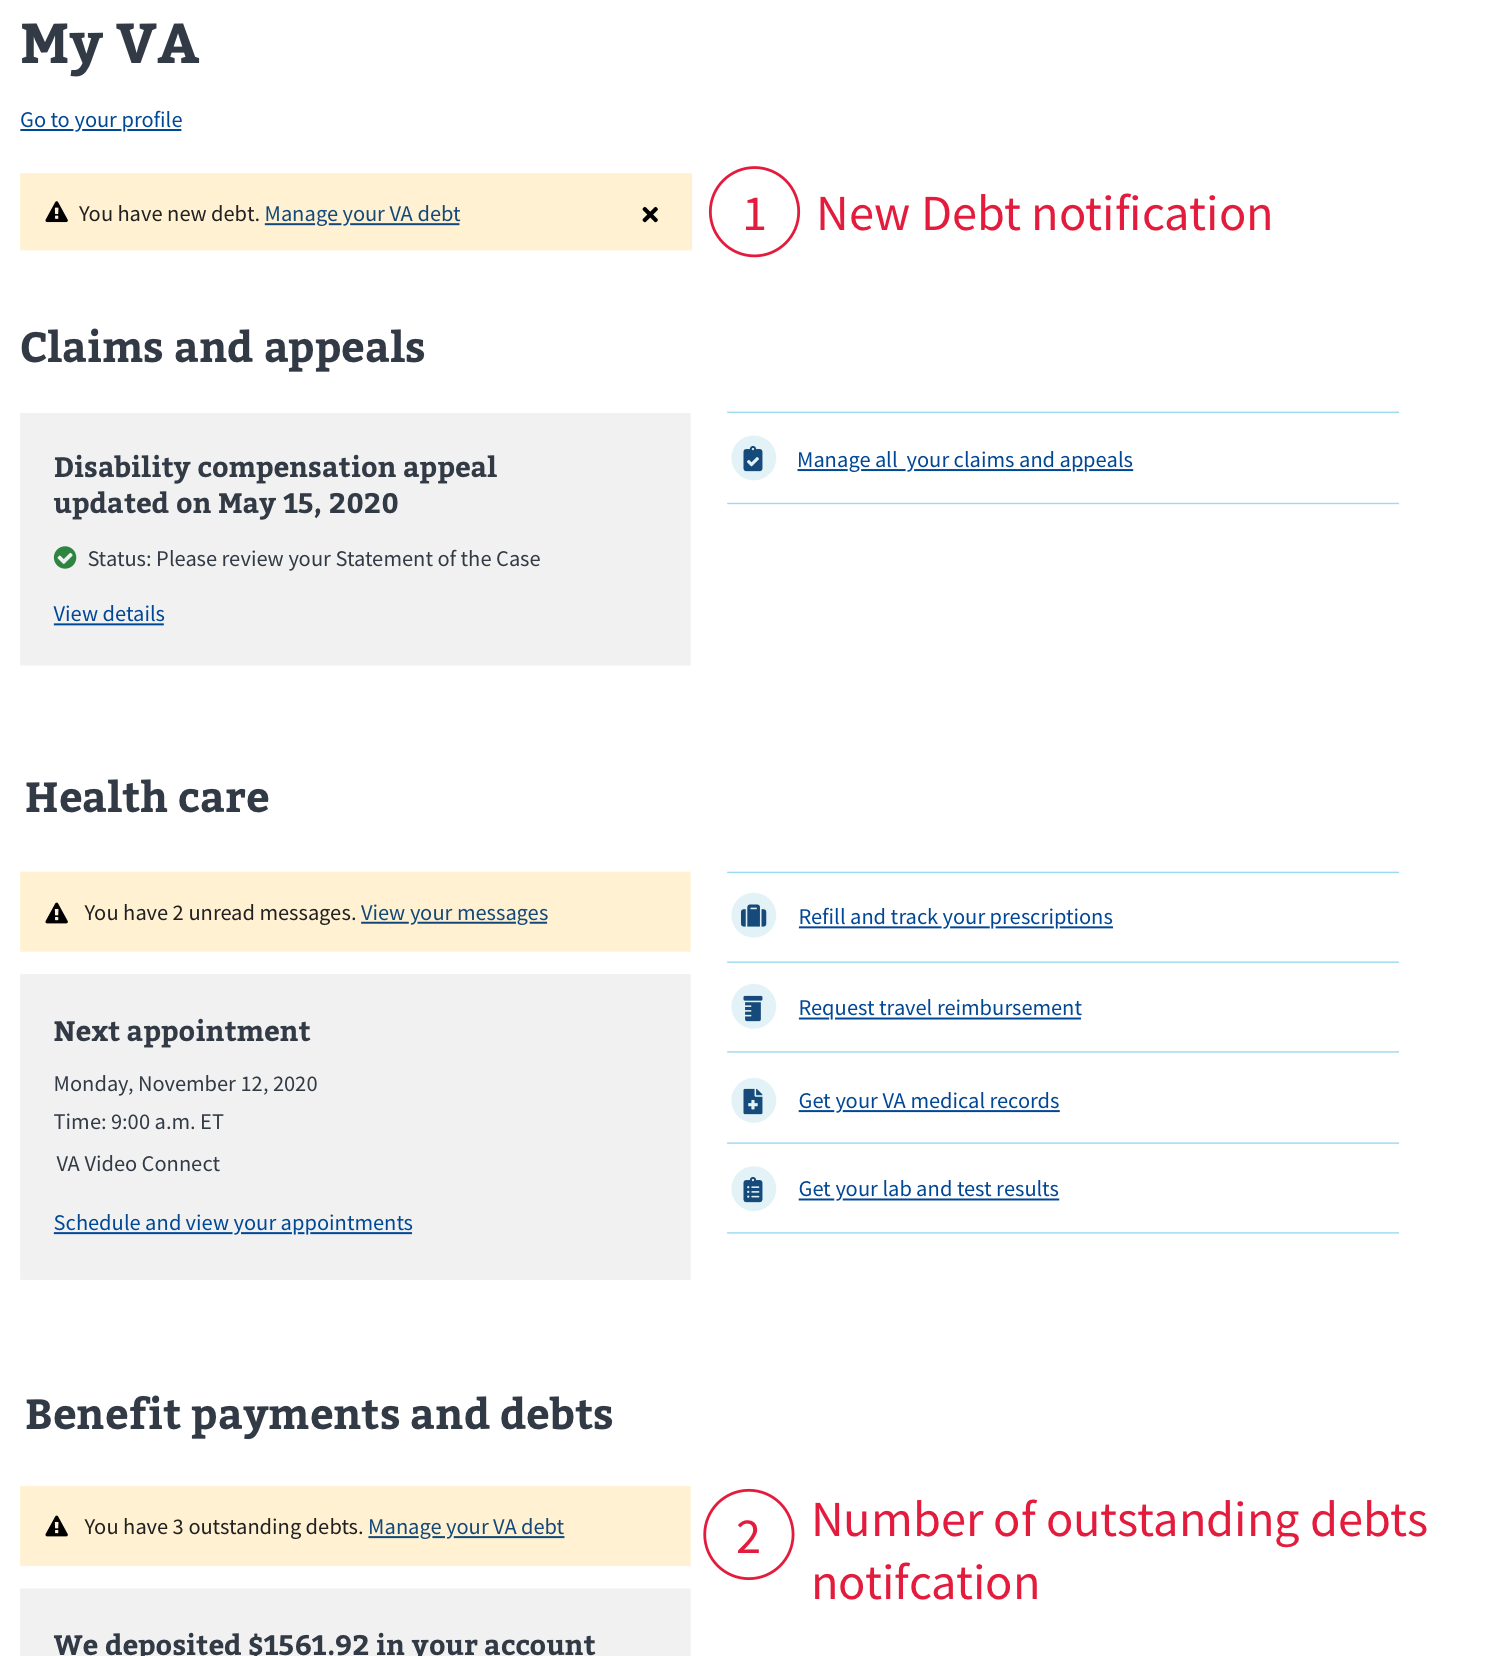 My VA
Go to your profile
You have new debt. Manage your VA debt
1 New Debt notification
Claims and appeals
Disability compensation appeal
updated on May 15, 2020
Status: Please review your Statement of the Case
View details
Manage all  your claims and appeals
Health care
You have 2 unread messages. View your messages
Next appointment
Monday, November 12, 2020
Time: 9:00 a.m. ET
VA Video Connect
Schedule and view your appointments
Refill and track your prescriptions
Request travel reimbursement
Get your VA medical records
Get your lab and test results
Benefit payments and debts
You have 3 outstanding debts. Manage your VA debt
2 Number of outstanding debts
notifcation
We deposited $1561.92 in your account